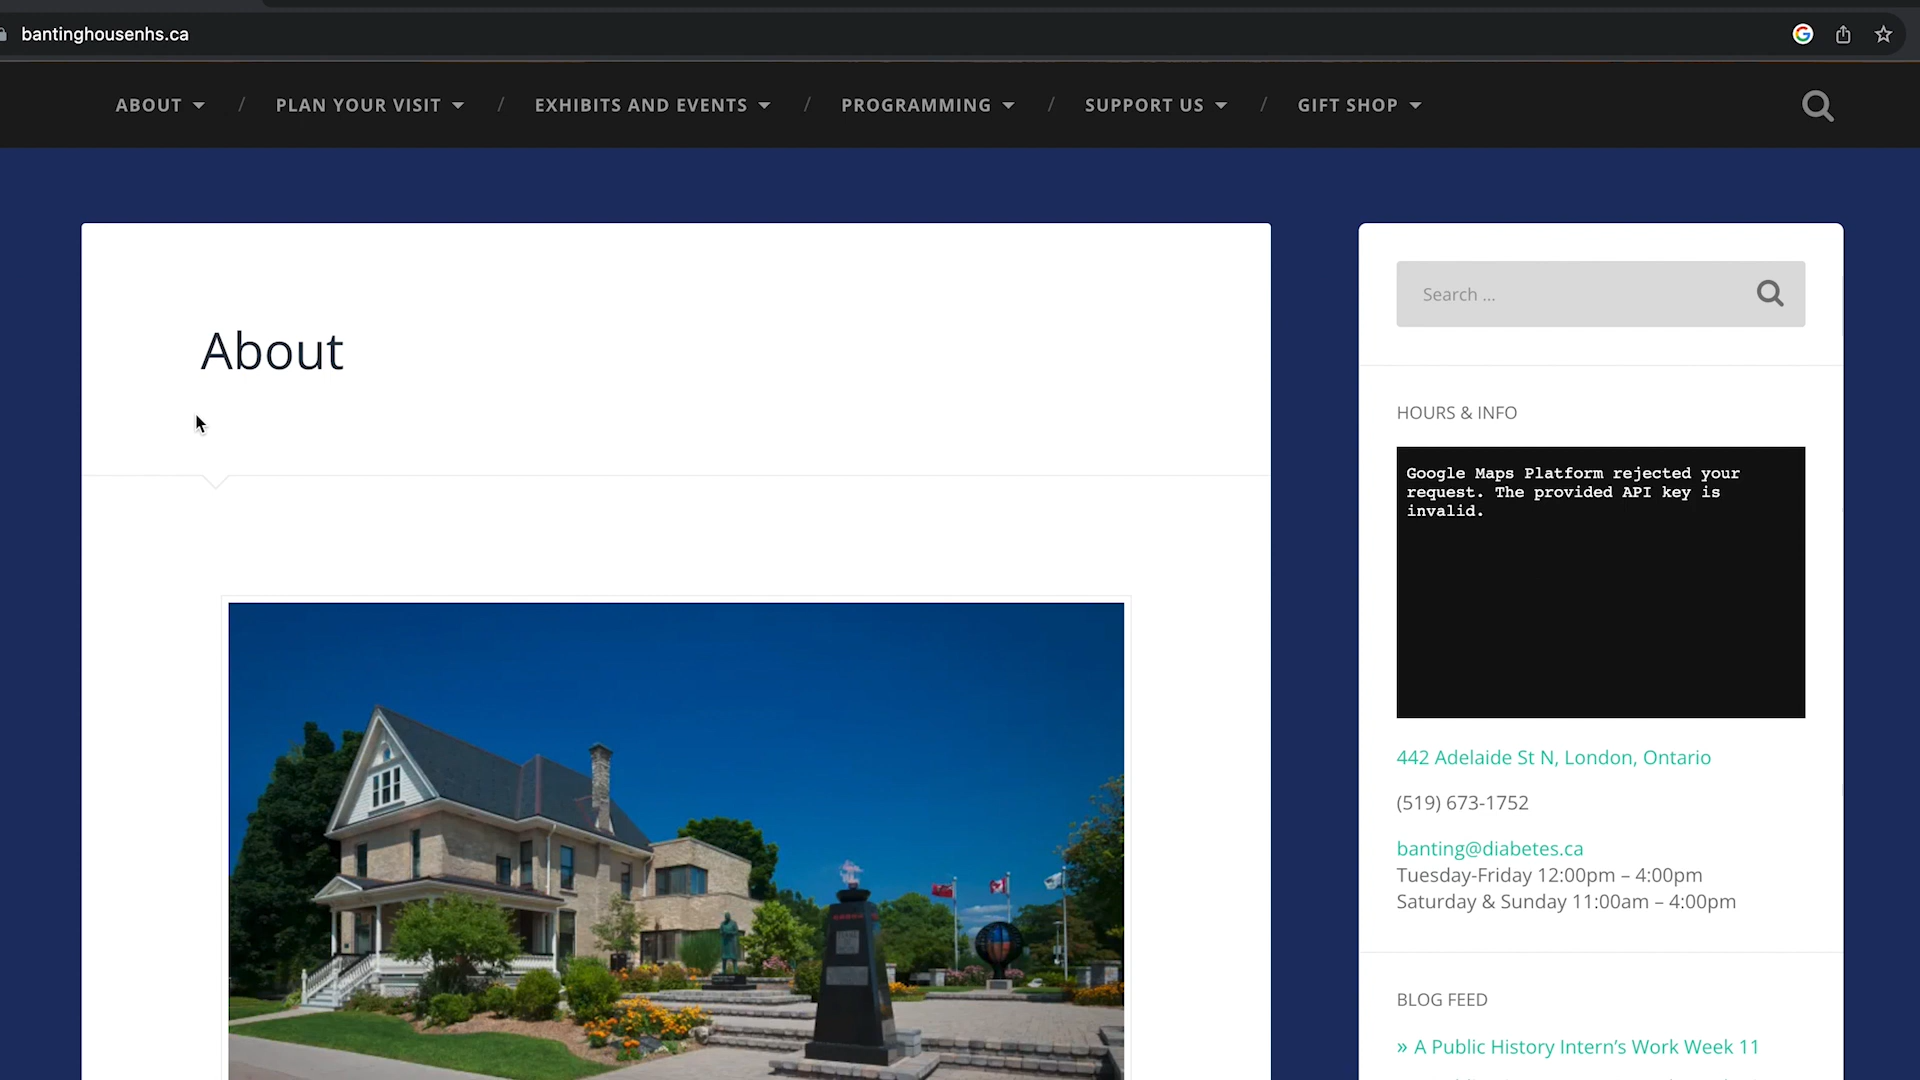 bantinghousenhs.ca
ABOUT / PLAN YOUR VISIT / EXHIBITS AND EVENTS / PROGRAMMING / SUPPORT US / GIFT SHOP
About
Search ...
HOURS & INFO
Google Maps Platform rejected your
request. The provided API key is
invalid.
442 Adelaide St N, London, Ontario
(519) 673-1752
banting@diabetes.ca
Tuesday-Friday 12:00pm – 4:00pm
Saturday & Sunday 11:00am – 4:00pm
BLOG FEED
» A Public History Intern's Work Week 11